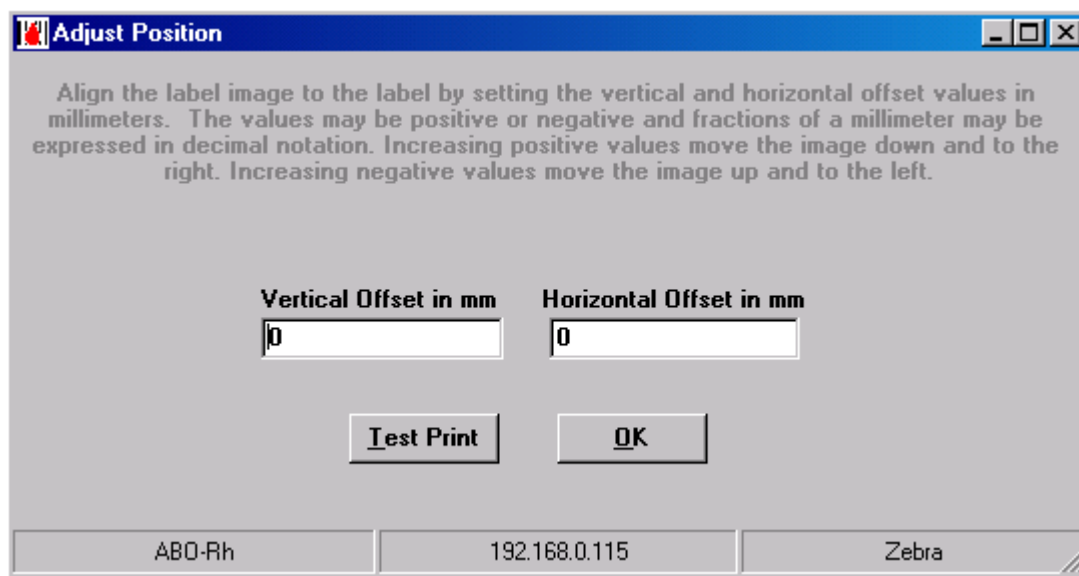 Adjust Position
Align the label image to the label by setting the vertical and horizontal offset values in
millimeters.  The values may be positive or negative and fractions of a millimeter may be
expressed in decimal notation. Increasing positive values move the image down and to the
right. Increasing negative values move the image up and to the left.
Vertical Offset in mm Horizontal Offset in mm
0 0
Test Print OK
ABO-Rh 192.168.0.115 Zebra